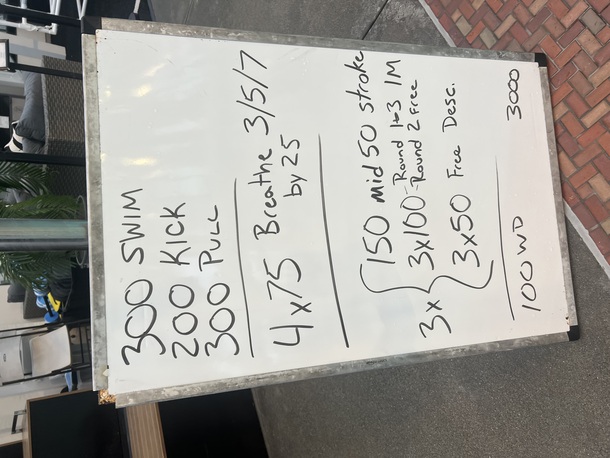 300 SWIM
200 KICK
300 PULL
4x75 Breathe 3/5/7
by 25
3x { 150 mid 50 stroke
3x100 - Round 1+3 IM
- Round 2 Free
3x50 Free Desc.
100 WD 3000